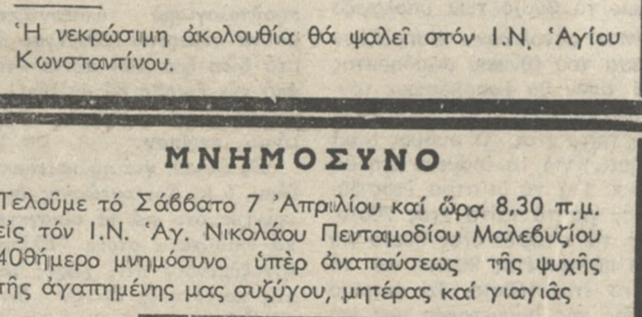 Ἡ νεκρώσιμη ἀκολουθία θά ψαλεῖ στόν Ι.Ν. Ἁγίου
Κωνσταντίνου.
ΜΝΗΜΟΣΥΝΟ
Τελοῦμε τό Σάββατο 7 Ἀπριλίου καί ὥρα 8,30 π.μ.
εἰς τόν Ι.Ν. Ἁγ. Νικολάου Πενταμοδίου Μαλεβυζίου
40θήμερο μνημόσυνο ὑπέρ ἀναπαύσεως τῆς ψυχῆς
τῆς ἀγαπημένης μας συζύγου, μητέρας καί γιαγιᾶς